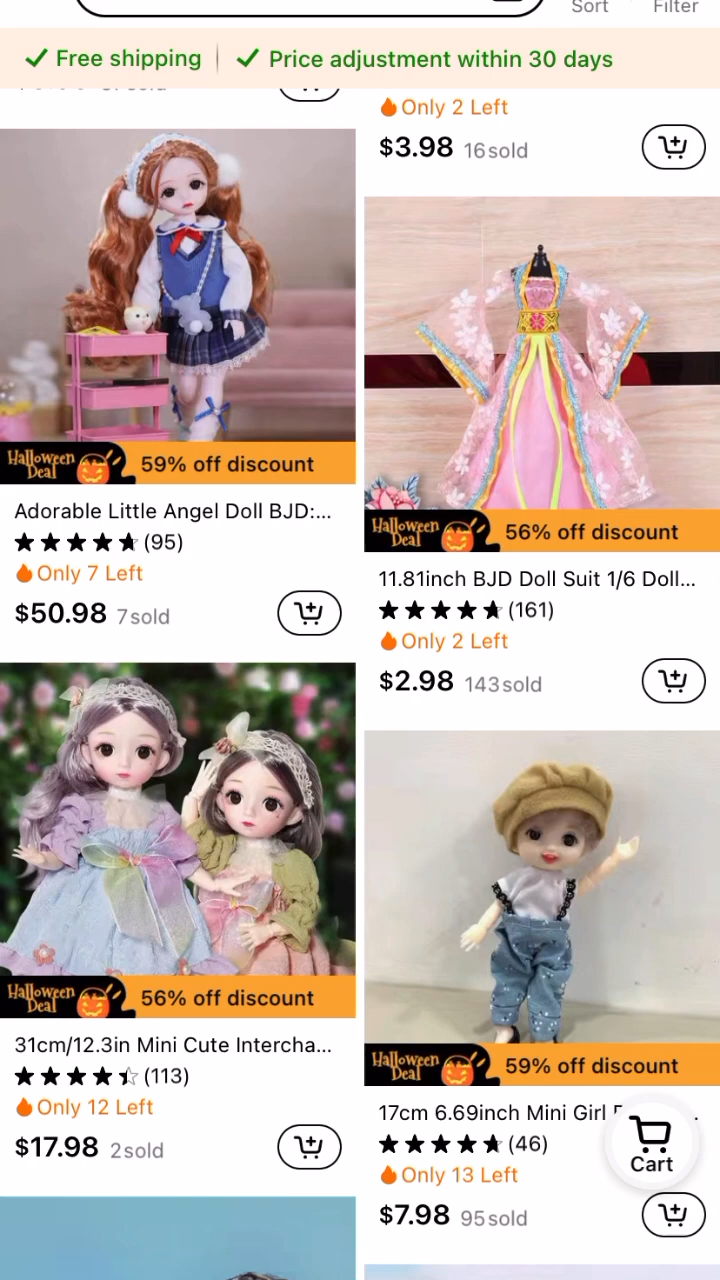 Sort
Filter
✓ Free shipping | ✓ Price adjustment within 30 days
Only 2 Left
$3.98 16 sold
Halloween
Deal
59% off discount
Adorable Little Angel Doll BJD:...
(95)
Only 7 Left
$50.98 7 sold
Halloween
Deal
56% off discount
11.81inch BJD Doll Suit 1/6 Doll...
(161)
Only 2 Left
$2.98 143 sold
Halloween
Deal
56% off discount
31cm/12.3in Mini Cute Intercha...
(113)
Only 12 Left
$17.98 2 sold
Halloween
Deal
59% off discount
17cm 6.69inch Mini Girl
(46)
Only 13 Left
$7.98 95 sold
Cart